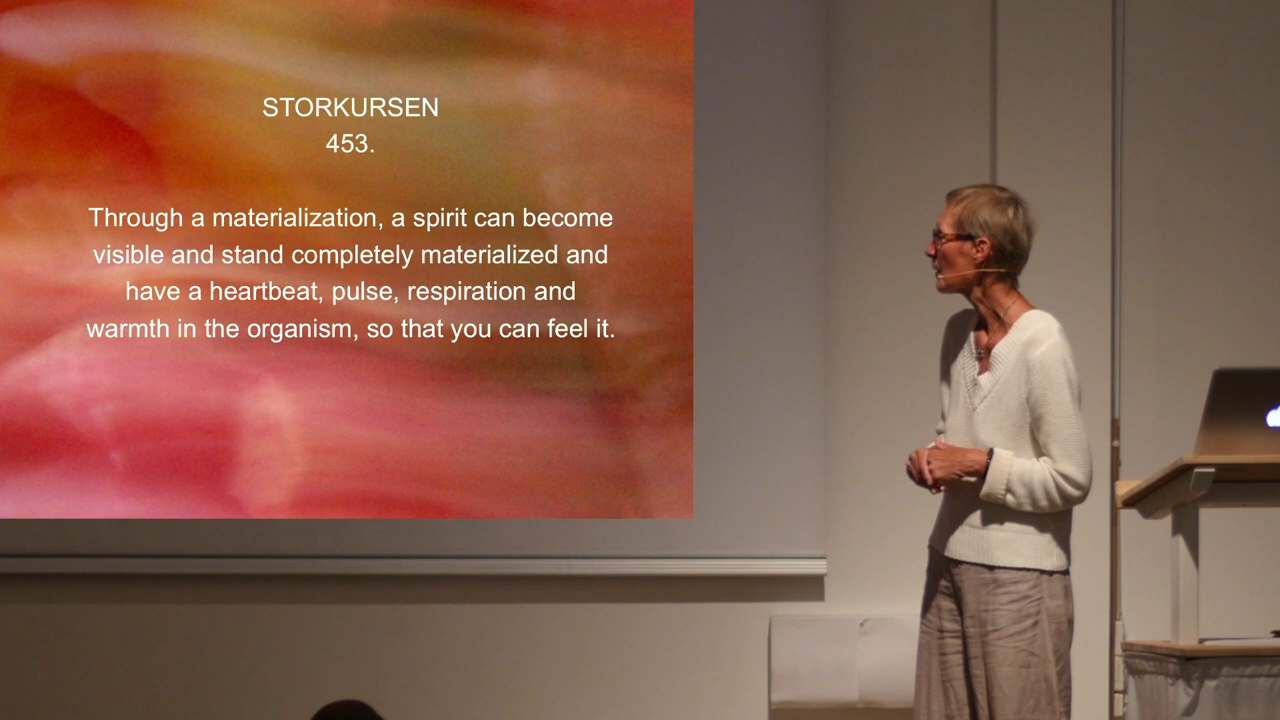 STORKURSEN
453.
Through a materialization, a spirit can become
visible and stand completely materialized and
have a heartbeat, pulse, respiration and
warmth in the organism, so that you can feel it.